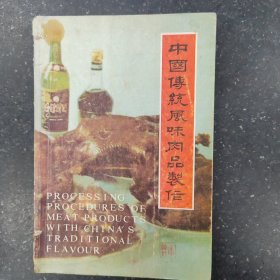 中國傳統風味肉品製作
PROCESSING
PROCEDURES OF
MEAT PRODUCTS
WITH CHINA'S
TRADITIONAL
FLAVOUR